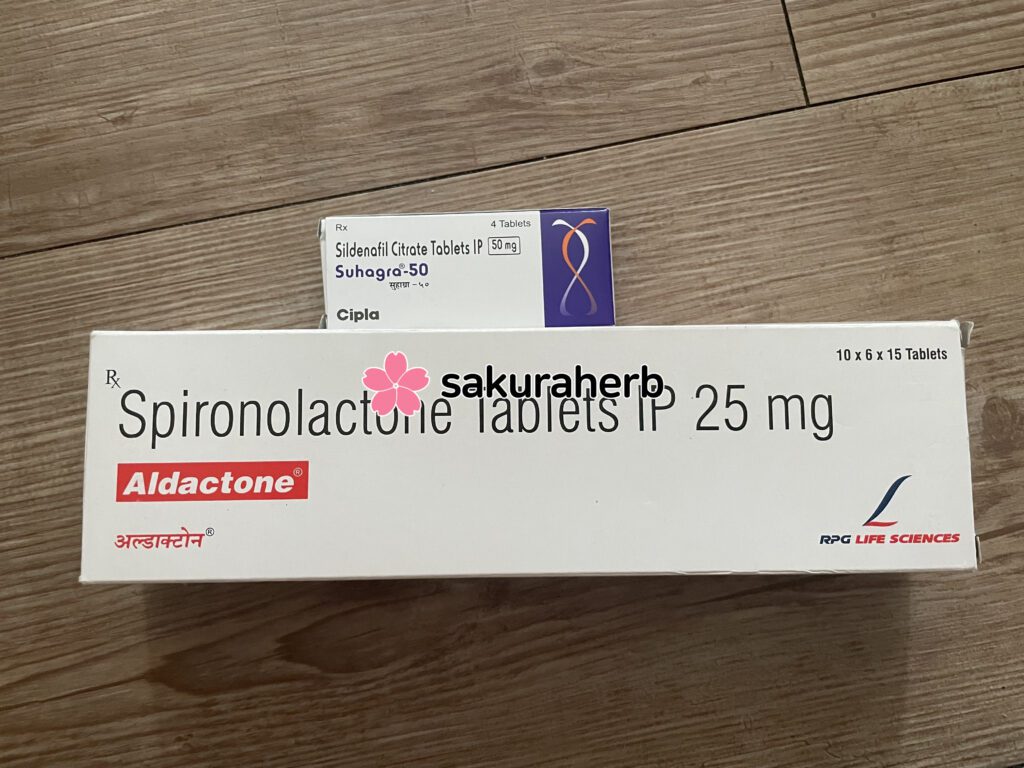 Rx
4 Tablets
Sildenafil Citrate Tablets IP 50 mg
Suhagra®-50
सुहाग्रा - ५०
Cipla
Rx
10 x 6 x 15 Tablets
sakuraherb
Spironolactone Tablets IP 25 mg
Aldactone®
अल्डाक्टोन®
RPG LIFE SCIENCES